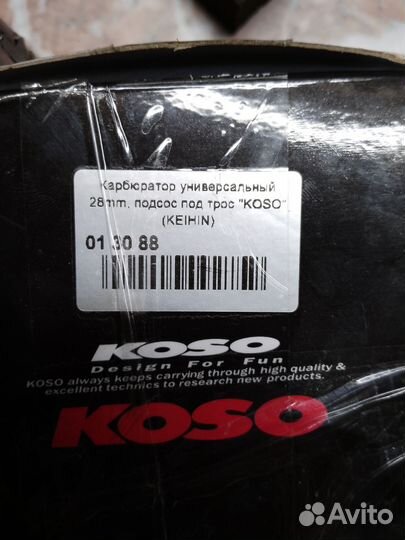 Карбюратор универсальный
28mm, подсос под трос "KOSO"
(KEIHIN)
01 30 88
KOSO
Design For Fun
KOSO always keeps carrying through high quality &
excellent technics to research new products.
KOSO
Avito